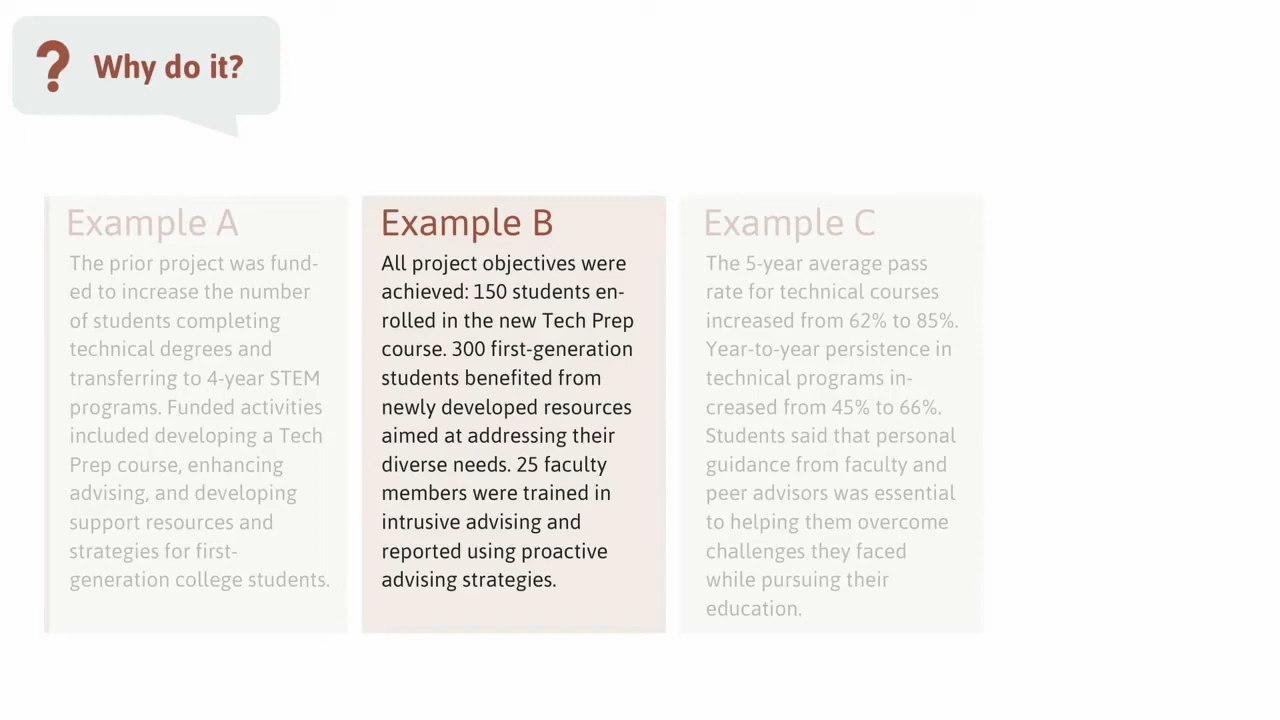 ? Why do it?
Example A
The prior project was fund-
ed to increase the number
of students completing
technical degrees and
transferring to 4-year STEM
programs. Funded activities
included developing a Tech
Prep course, enhancing
advising, and developing
support resources and
strategies for first-
generation college students.
Example B
All project objectives were
achieved: 150 students en-
rolled in the new Tech Prep
course. 300 first-generation
students benefited from
newly developed resources
aimed at addressing their
diverse needs. 25 faculty
members were trained in
intrusive advising and
reported using proactive
advising strategies.
Example C
The 5-year average pass
rate for technical courses
increased from 62% to 85%.
Year-to-year persistence in
technical programs in-
creased from 45% to 66%.
Students said that personal
guidance from faculty and
peer advisors was essential
to helping them overcome
challenges they faced
while pursuing their
education.